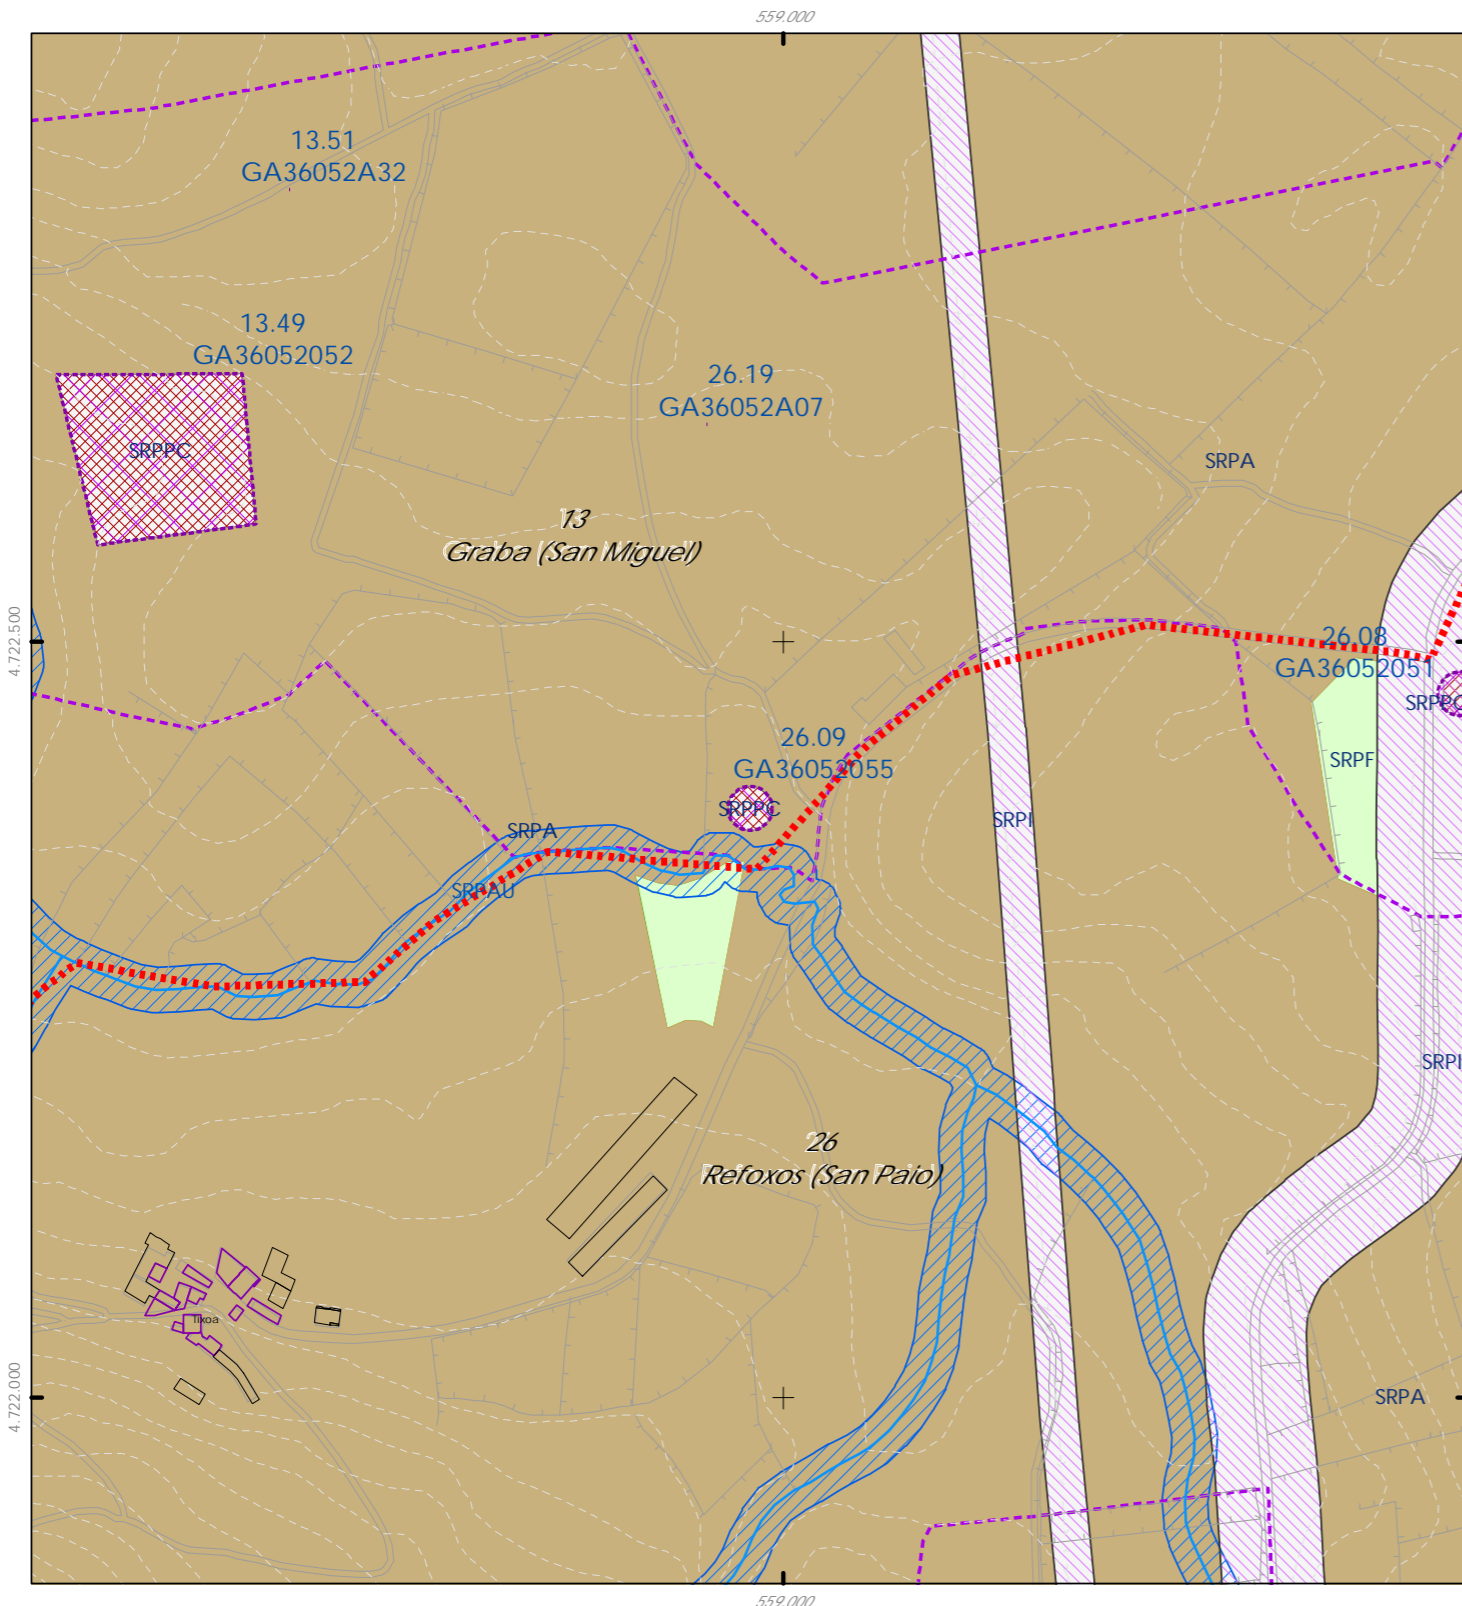 559.000
13.51
GA36052A32
13.49
GA36052052
26.19
GA36052A07
SRPPC
SRPA
13
Graba (San Miguel)
4.722.500
26.08
GA36052051
SRPPC
26.09
GA36052055
SRPF
SRPPC
SRPI
SRPA
SRPAU
SRPI
26
Refoxos (San Paio)
Tixoa
4.722.000
SRPA
559.000